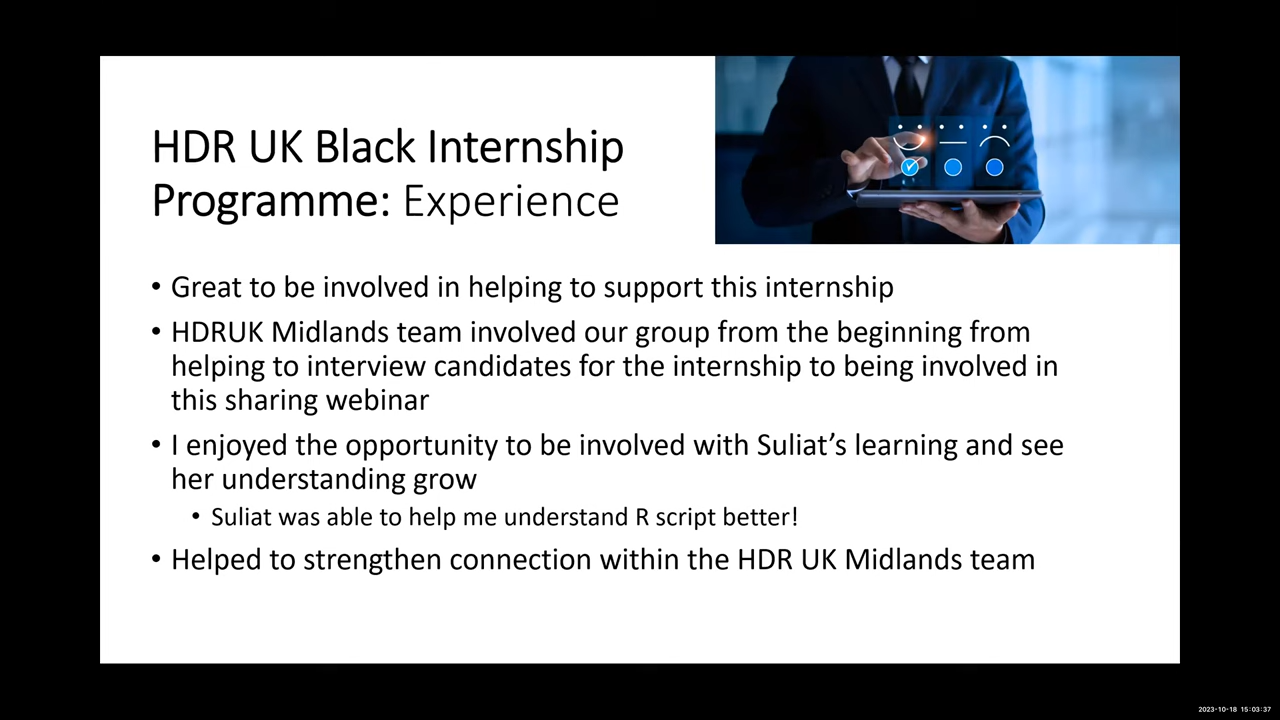 HDR UK Black Internship
Programme: Experience
• Great to be involved in helping to support this internship
• HDRUK Midlands team involved our group from the beginning from
helping to interview candidates for the internship to being involved in
this sharing webinar
• I enjoyed the opportunity to be involved with Suliat’s learning and see
her understanding grow
• Suliat was able to help me understand R script better!
• Helped to strengthen connection within the HDR UK Midlands team
2023-10-18 15:03:37